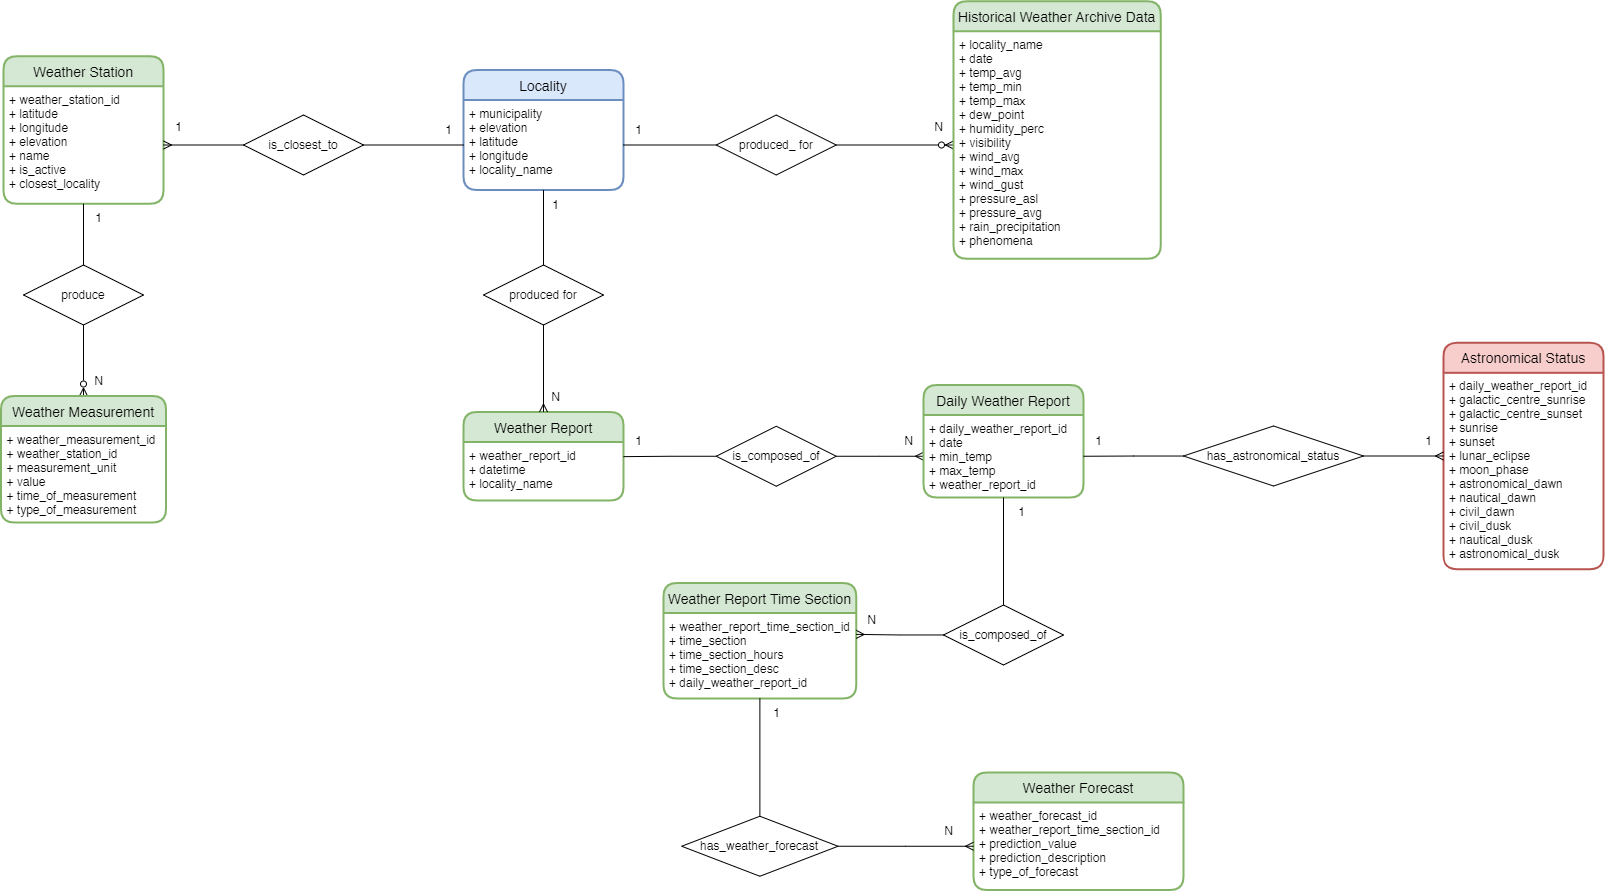 Weather Station
+ weather_station_id
+ latitude
+ longitude
+ elevation
+ name
+ is_active
+ closest_locality
1
is_closest_to
1
Locality
+ municipality
+ elevation
+ latitude
+ longitude
+ locality_name
1
produced_ for
N
Historical Weather Archive Data
+ locality_name
+ date
+ temp_avg
+ temp_min
+ temp_max
+ dew_point
+ humidity_perc
+ visibility
+ wind_avg
+ wind_max
+ wind_gust
+ pressure_asl
+ pressure_avg
+ rain_precipitation
+ phenomena
1
produce
N
Weather Measurement
+ weather_measurement_id
+ weather_station_id
+ measurement_unit
+ value
+ time_of_measurement
+ type_of_measurement
1
produced for
N
Weather Report
+ weather_report_id
+ datetime
+ locality_name
1
is_composed_of
N
Daily Weather Report
+ daily_weather_report_id
+ date
+ min_temp
+ max_temp
+ weather_report_id
1
has_astronomical_status
1
Astronomical Status
+ daily_weather_report_id
+ galactic_centre_sunrise
+ galactic_centre_sunset
+ sunrise
+ sunset
+ lunar_eclipse
+ moon_phase
+ astronomical_dawn
+ nautical_dawn
+ civil_dawn
+ civil_dusk
+ nautical_dusk
+ astronomical_dusk
1
is_composed_of
N
Weather Report Time Section
+ weather_report_time_section_id
+ time_section
+ time_section_hours
+ time_section_desc
+ daily_weather_report_id
1
has_weather_forecast
N
Weather Forecast
+ weather_forecast_id
+ weather_report_time_section_id
+ prediction_value
+ prediction_description
+ type_of_forecast